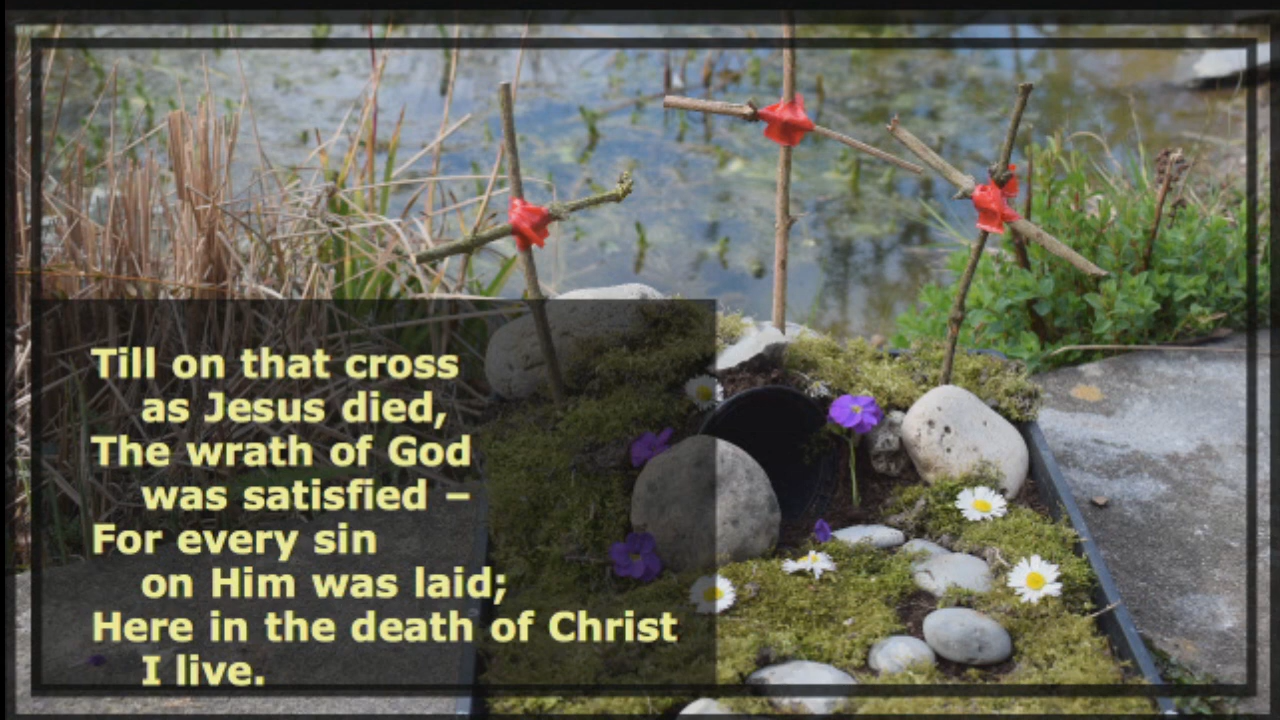 Till on that cross
as Jesus died,
The wrath of God
was satisfied –
For every sin
on Him was laid;
Here in the death of Christ
I live.